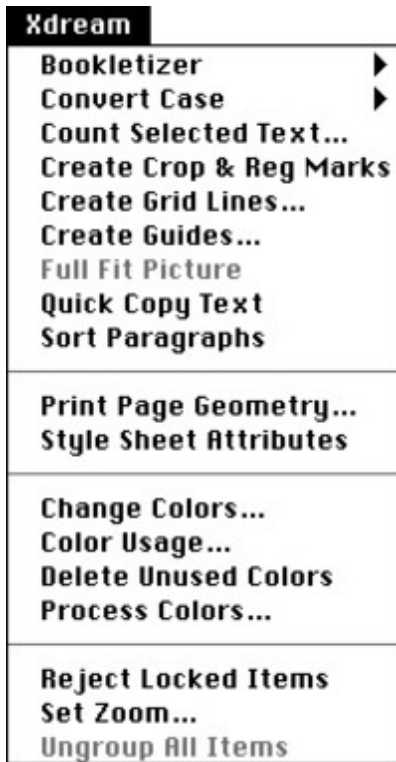 Xdream
Bookletizer
Convert Case
Count Selected Text...
Create Crop & Reg Marks
Create Grid Lines...
Create Guides...
Full Fit Picture
Quick Copy Text
Sort Paragraphs
Print Page Geometry...
Style Sheet Attributes
Change Colors...
Color Usage...
Delete Unused Colors
Process Colors...
Reject Locked Items
Set Zoom...
Ungroup All Items